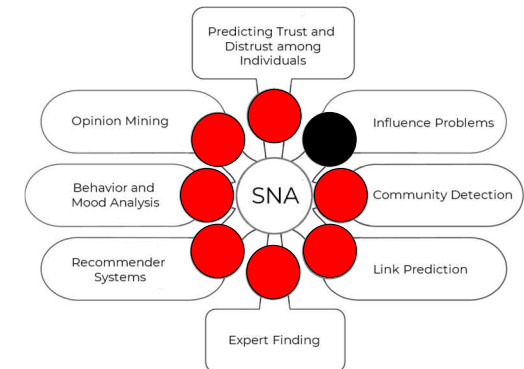 Predicting Trust and
Distrust among
Individuals
Opinion Mining
Influence Problems
Behavior and
Mood Analysis
SNA
Community Detection
Recommender
Systems
Link Prediction
Expert Finding